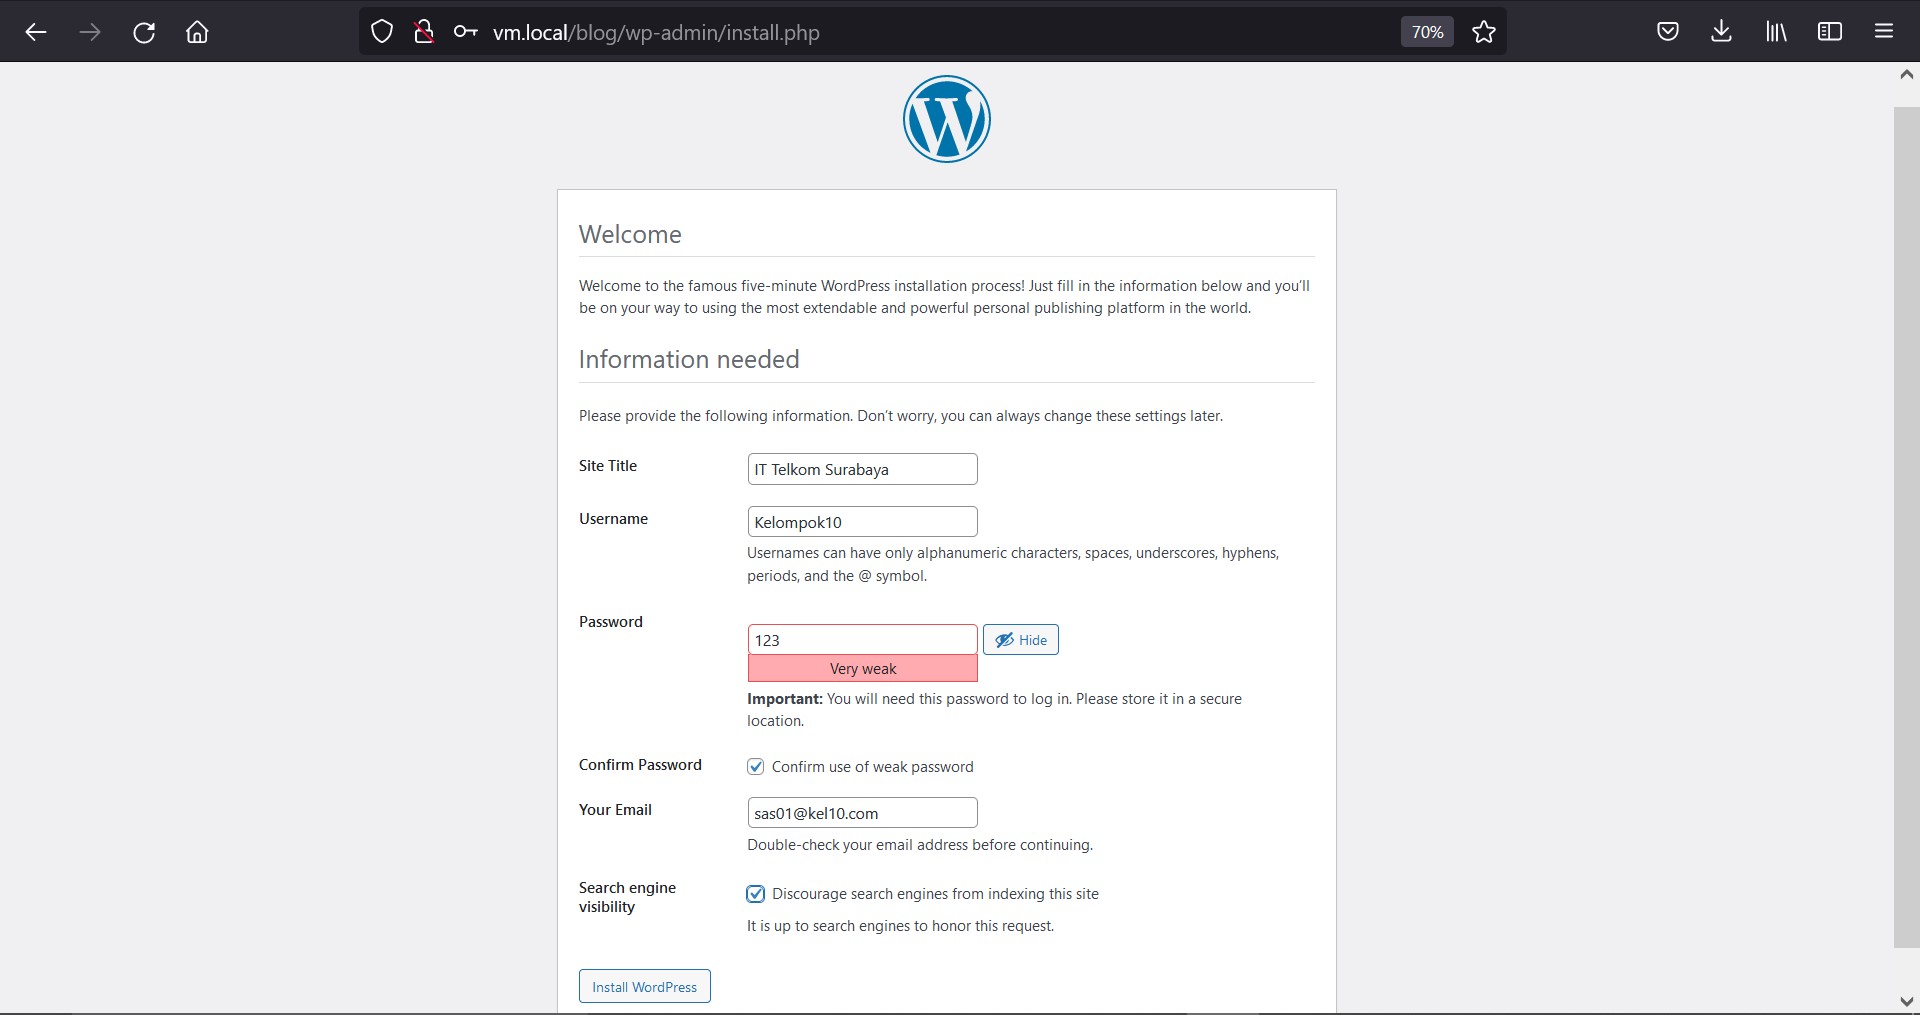 vm.local/blog/wp-admin/install.php
70%
Welcome
Welcome to the famous five-minute WordPress installation process! Just fill in the information below and you’ll
be on your way to using the most extendable and powerful personal publishing platform in the world.
Information needed
Please provide the following information. Don’t worry, you can always change these settings later.
Site Title
IT Telkom Surabaya
Username
Kelompok10
Usernames can have only alphanumeric characters, spaces, underscores, hyphens,
periods, and the @ symbol.
Password
123
Hide
Very weak
Important: You will need this password to log in. Please store it in a secure
location.
Confirm Password
Confirm use of weak password
Your Email
sas01@kel10.com
Double-check your email address before continuing.
Search engine
visibility
Discourage search engines from indexing this site
It is up to search engines to honor this request.
Install WordPress